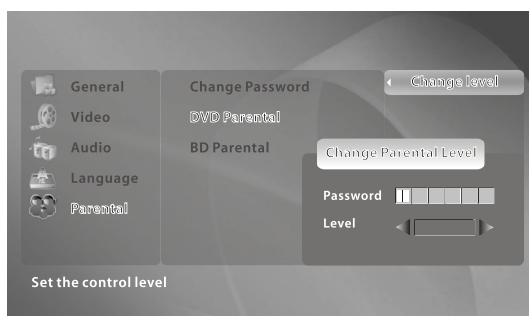 General
Change Password
Change level
Video
DVD Parental
Audio
BD Parental
Change Parental Level
Language
Password
Parental
Level
Set the control level